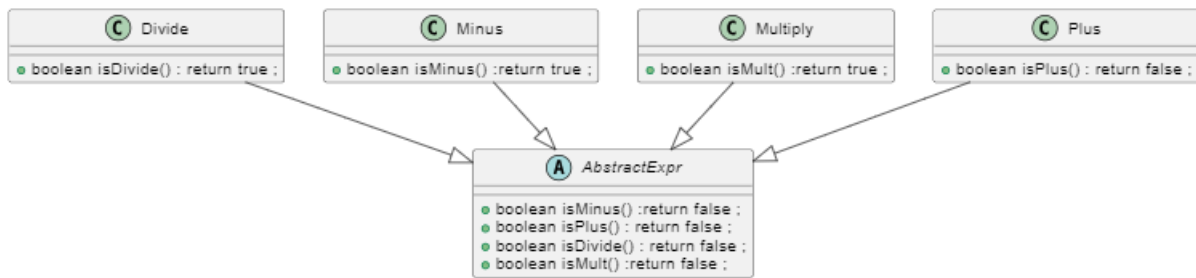 C Divide
boolean isDivide() : return true ;
C Minus
boolean isMinus() :return true ;
C Multiply
boolean isMult() :return true ;
C Plus
boolean isPlus() : return false ;
A AbstractExpr
boolean isMinus() :return false ;
boolean isPlus() : return false ;
boolean isDivide() : return false ;
boolean isMult() :return false ;